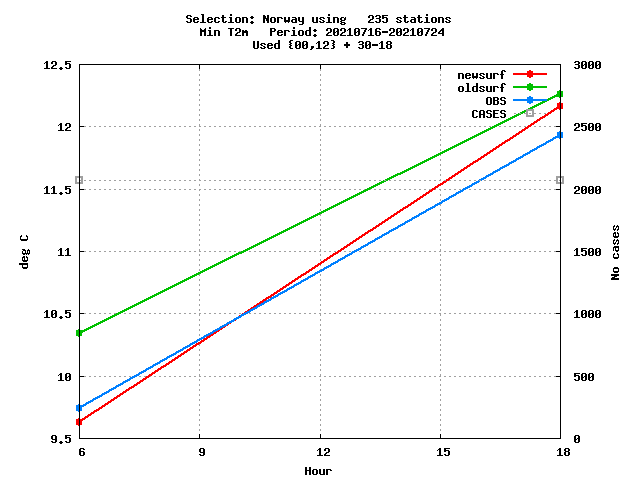 Selection: Norway using   235 stations
Min T2m   Period: 20210716-20210724
Used {00,12} + 30-18
newsurf
oldsurf
OBS
CASES
12.5
12
11.5
11
10.5
10
9.5
3000
2500
2000
1500
1000
500
0
deg C
No cases
6 9 12 15 18
Hour